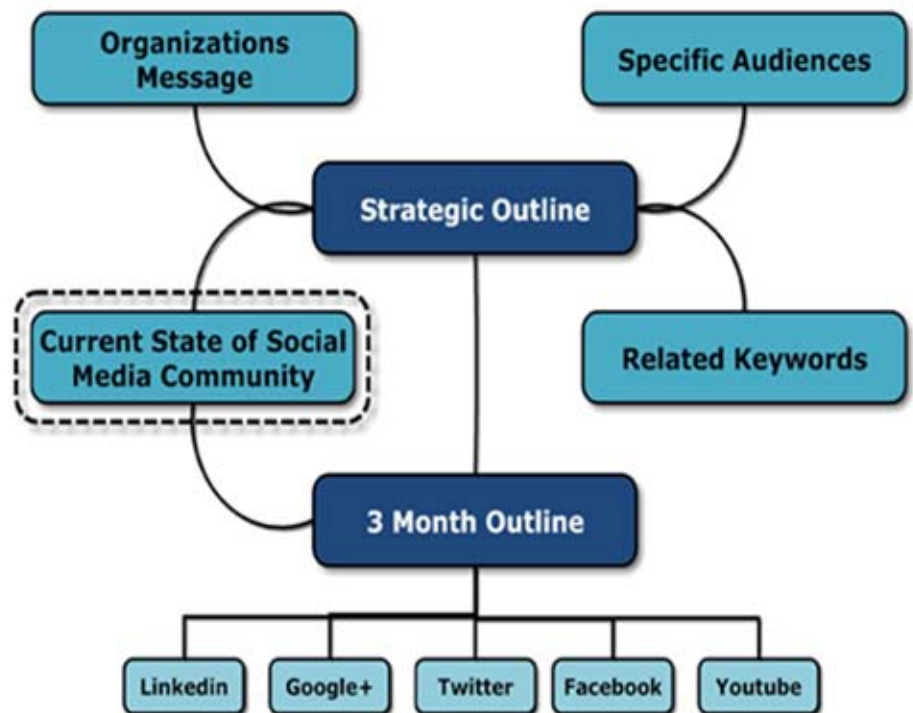 Organizations
Message
Specific Audiences
Strategic Outline
Current State of Social
Media Community
Related Keywords
3 Month Outline
Linkedin
Google+
Twitter
Facebook
Youtube